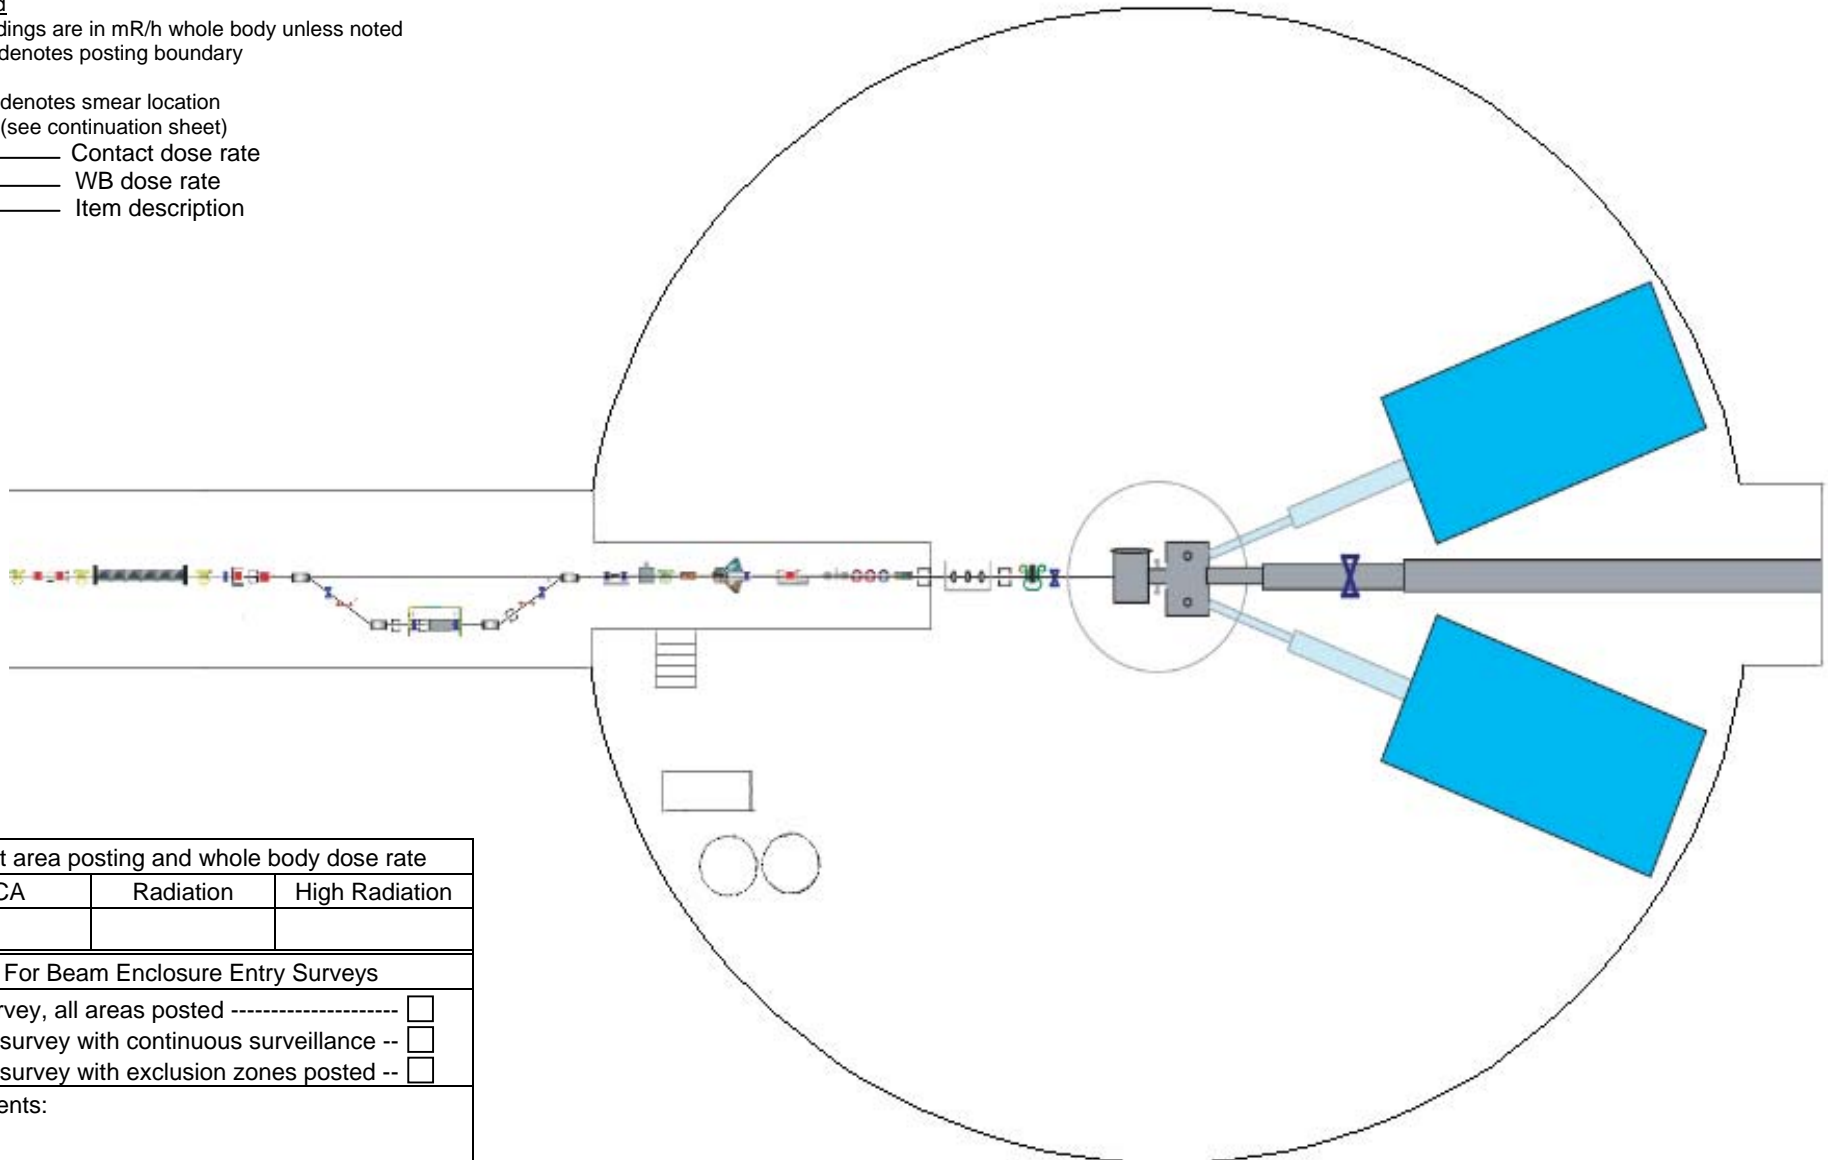 dings are in mR/h whole body unless noted
denotes posting boundary
denotes smear location
(see continuation sheet)
Contact dose rate
WB dose rate
Item description
t area posting and whole body dose rate
CA Radiation High Radiation
For Beam Enclosure Entry Surveys
rvey, all areas posted ---------------------
survey with continuous surveillance --
survey with exclusion zones posted --
ents: